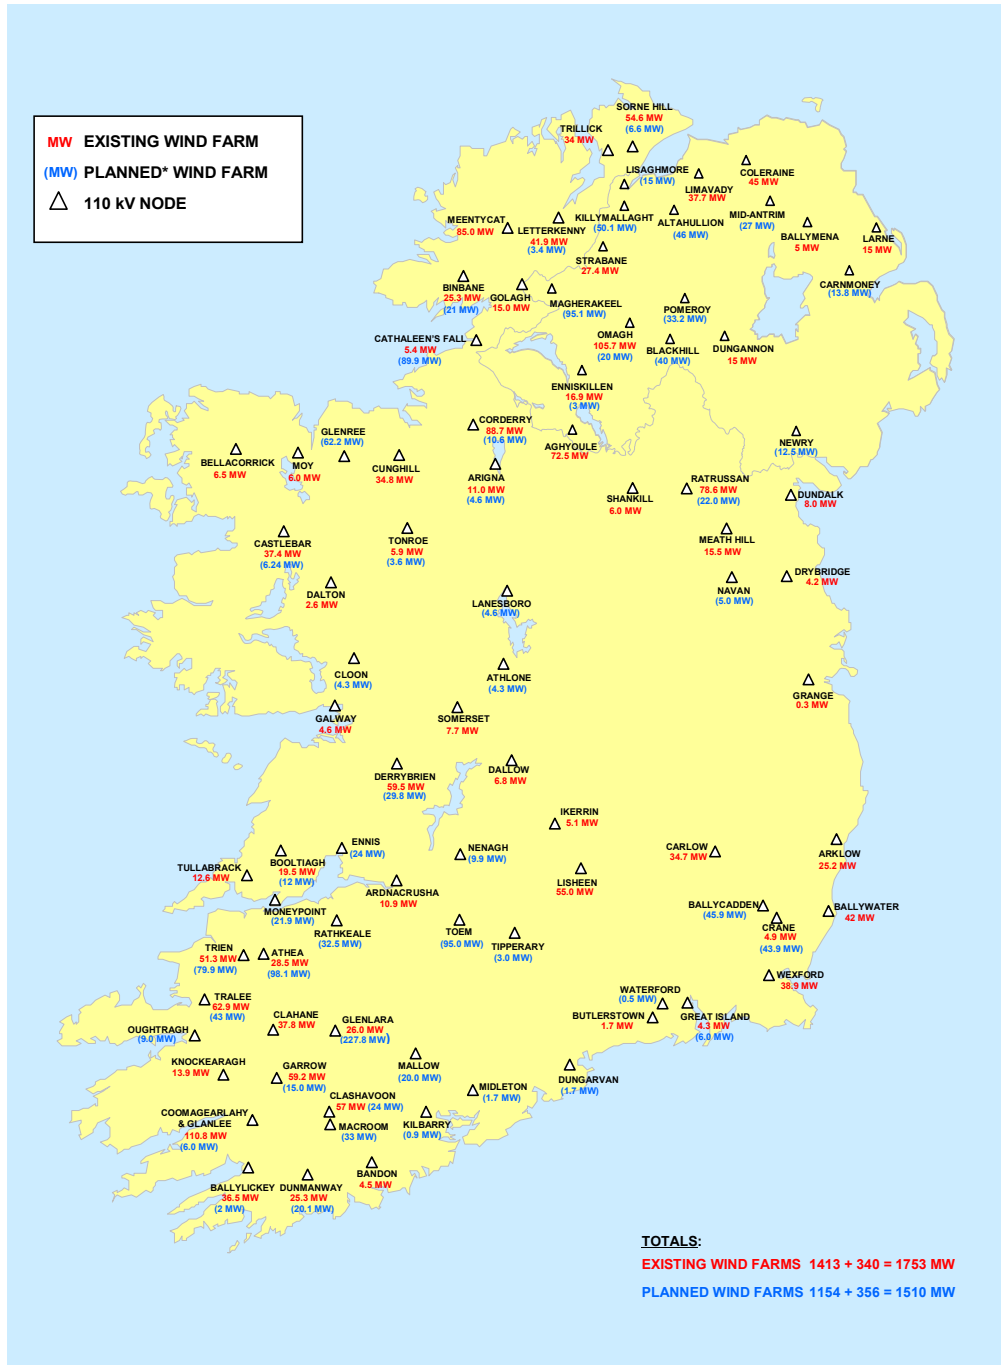 MW EXISTING WIND FARM
(MW) PLANNED* WIND FARM
110 kV NODE
SORNE HILL
54.6 MW
(6.6 MW)
TRILLICK
34 MW
LISAGHMORE
(15 MW)
LIMAVADY
37.7 MW
COLERAINE
45 MW
MEENTYCAT
85.0 MW
LETTERKENNY
41.9 MW
(3.4 MW)
KILLYMALLAGHT
(50.1 MW)
ALTAHULLION
(46 MW)
MID-ANTRIM
(27 MW)
BALLYMENA
5 MW
LARNE
15 MW
STRABANE
27.4 MW
CARNMONEY
(13.8 MW)
BINBANE
25.3 MW
(21 MW)
GOLAGH
15.0 MW
MAGHERAKEEL
(95.1 MW)
POMEROY
(33.2 MW)
OMAGH
105.7 MW
(20 MW)
BLACKHILL
(40 MW)
DUNGANNON
15 MW
CATHALEEN'S FALL
5.4 MW
(89.9 MW)
ENNISKILLEN
16.9 MW
(3 MW)
CORDERRY
88.7 MW
(10.6 MW)
AGHYOULE
72.5 MW
NEWRY
(12.5 MW)
GLENREE
(62.2 MW)
BELLACORRICK
6.5 MW
MOY
6.0 MW
CUNGHILL
34.8 MW
ARIGNA
11.0 MW
(4.6 MW)
SHANKILL
6.0 MW
RATRUSSAN
78.6 MW
(22.0 MW)
DUNDALK
8.0 MW
CASTLEBAR
37.4 MW
(6.24 MW)
TONROE
5.9 MW
(3.6 MW)
MEATH HILL
15.5 MW
DALTON
2.6 MW
LANESBORO
(4.6 MW)
NAVAN
(5.0 MW)
DRYBRIDGE
4.2 MW
CLOON
(4.3 MW)
ATHLONE
(4.3 MW)
GRANGE
0.3 MW
GALWAY
4.6 MW
SOMERSET
7.7 MW
DERRYBRIEN
59.5 MW
(29.8 MW)
DALLOW
6.8 MW
IKERRIN
5.1 MW
ENNIS
(24 MW)
NENAGH
(9.9 MW)
CARLOW
34.7 MW
ARKLOW
25.2 MW
BOOLTIAGH
19.5 MW
(12 MW)
TULLABRACK
12.6 MW
LISHEEN
55.0 MW
ARDNACRUSHA
10.9 MW
MONEYPOINT
(21.9 MW)
BALLYCADDEN
(45.9 MW)
BALLYWATER
42 MW
RATHKEALE
(32.5 MW)
TOEM
(95.0 MW)
TIPPERARY
(3.0 MW)
CRANE
4.9 MW
(43.9 MW)
TRIEN
51.3 MW
(79.9 MW)
ATHEA
28.5 MW
(98.1 MW)
WEXFORD
38.9 MW
TRALEE
62.9 MW
(43 MW)
WATERFORD
(0.5 MW)
BUTLERSTOWN
1.7 MW
GREAT ISLAND
4.3 MW
(6.0 MW)
CLAHANE
37.8 MW
GLENLARA
26.0 MW
(227.8 MW)
OUGHTRAGH
(9.0 MW)
MALLOW
(20.0 MW)
KNOCKEARAGH
13.9 MW
GARROW
59.2 MW
(15.0 MW)
DUNGARVAN
(1.7 MW)
MIDLETON
(1.7 MW)
CLASHAVOON
57 MW (24 MW)
MACROOM
(33 MW)
KILBARRY
(0.9 MW)
COOMAGEARLAHY
& GLANLEE
110.8 MW
(6.0 MW)
BANDON
4.5 MW
BALLYLICKEY
36.5 MW
(2 MW)
DUNMANWAY
25.3 MW
(20.1 MW)
TOTALS:
EXISTING WIND FARMS 1413 + 340 = 1753 MW
PLANNED WIND FARMS 1154 + 356 = 1510 MW